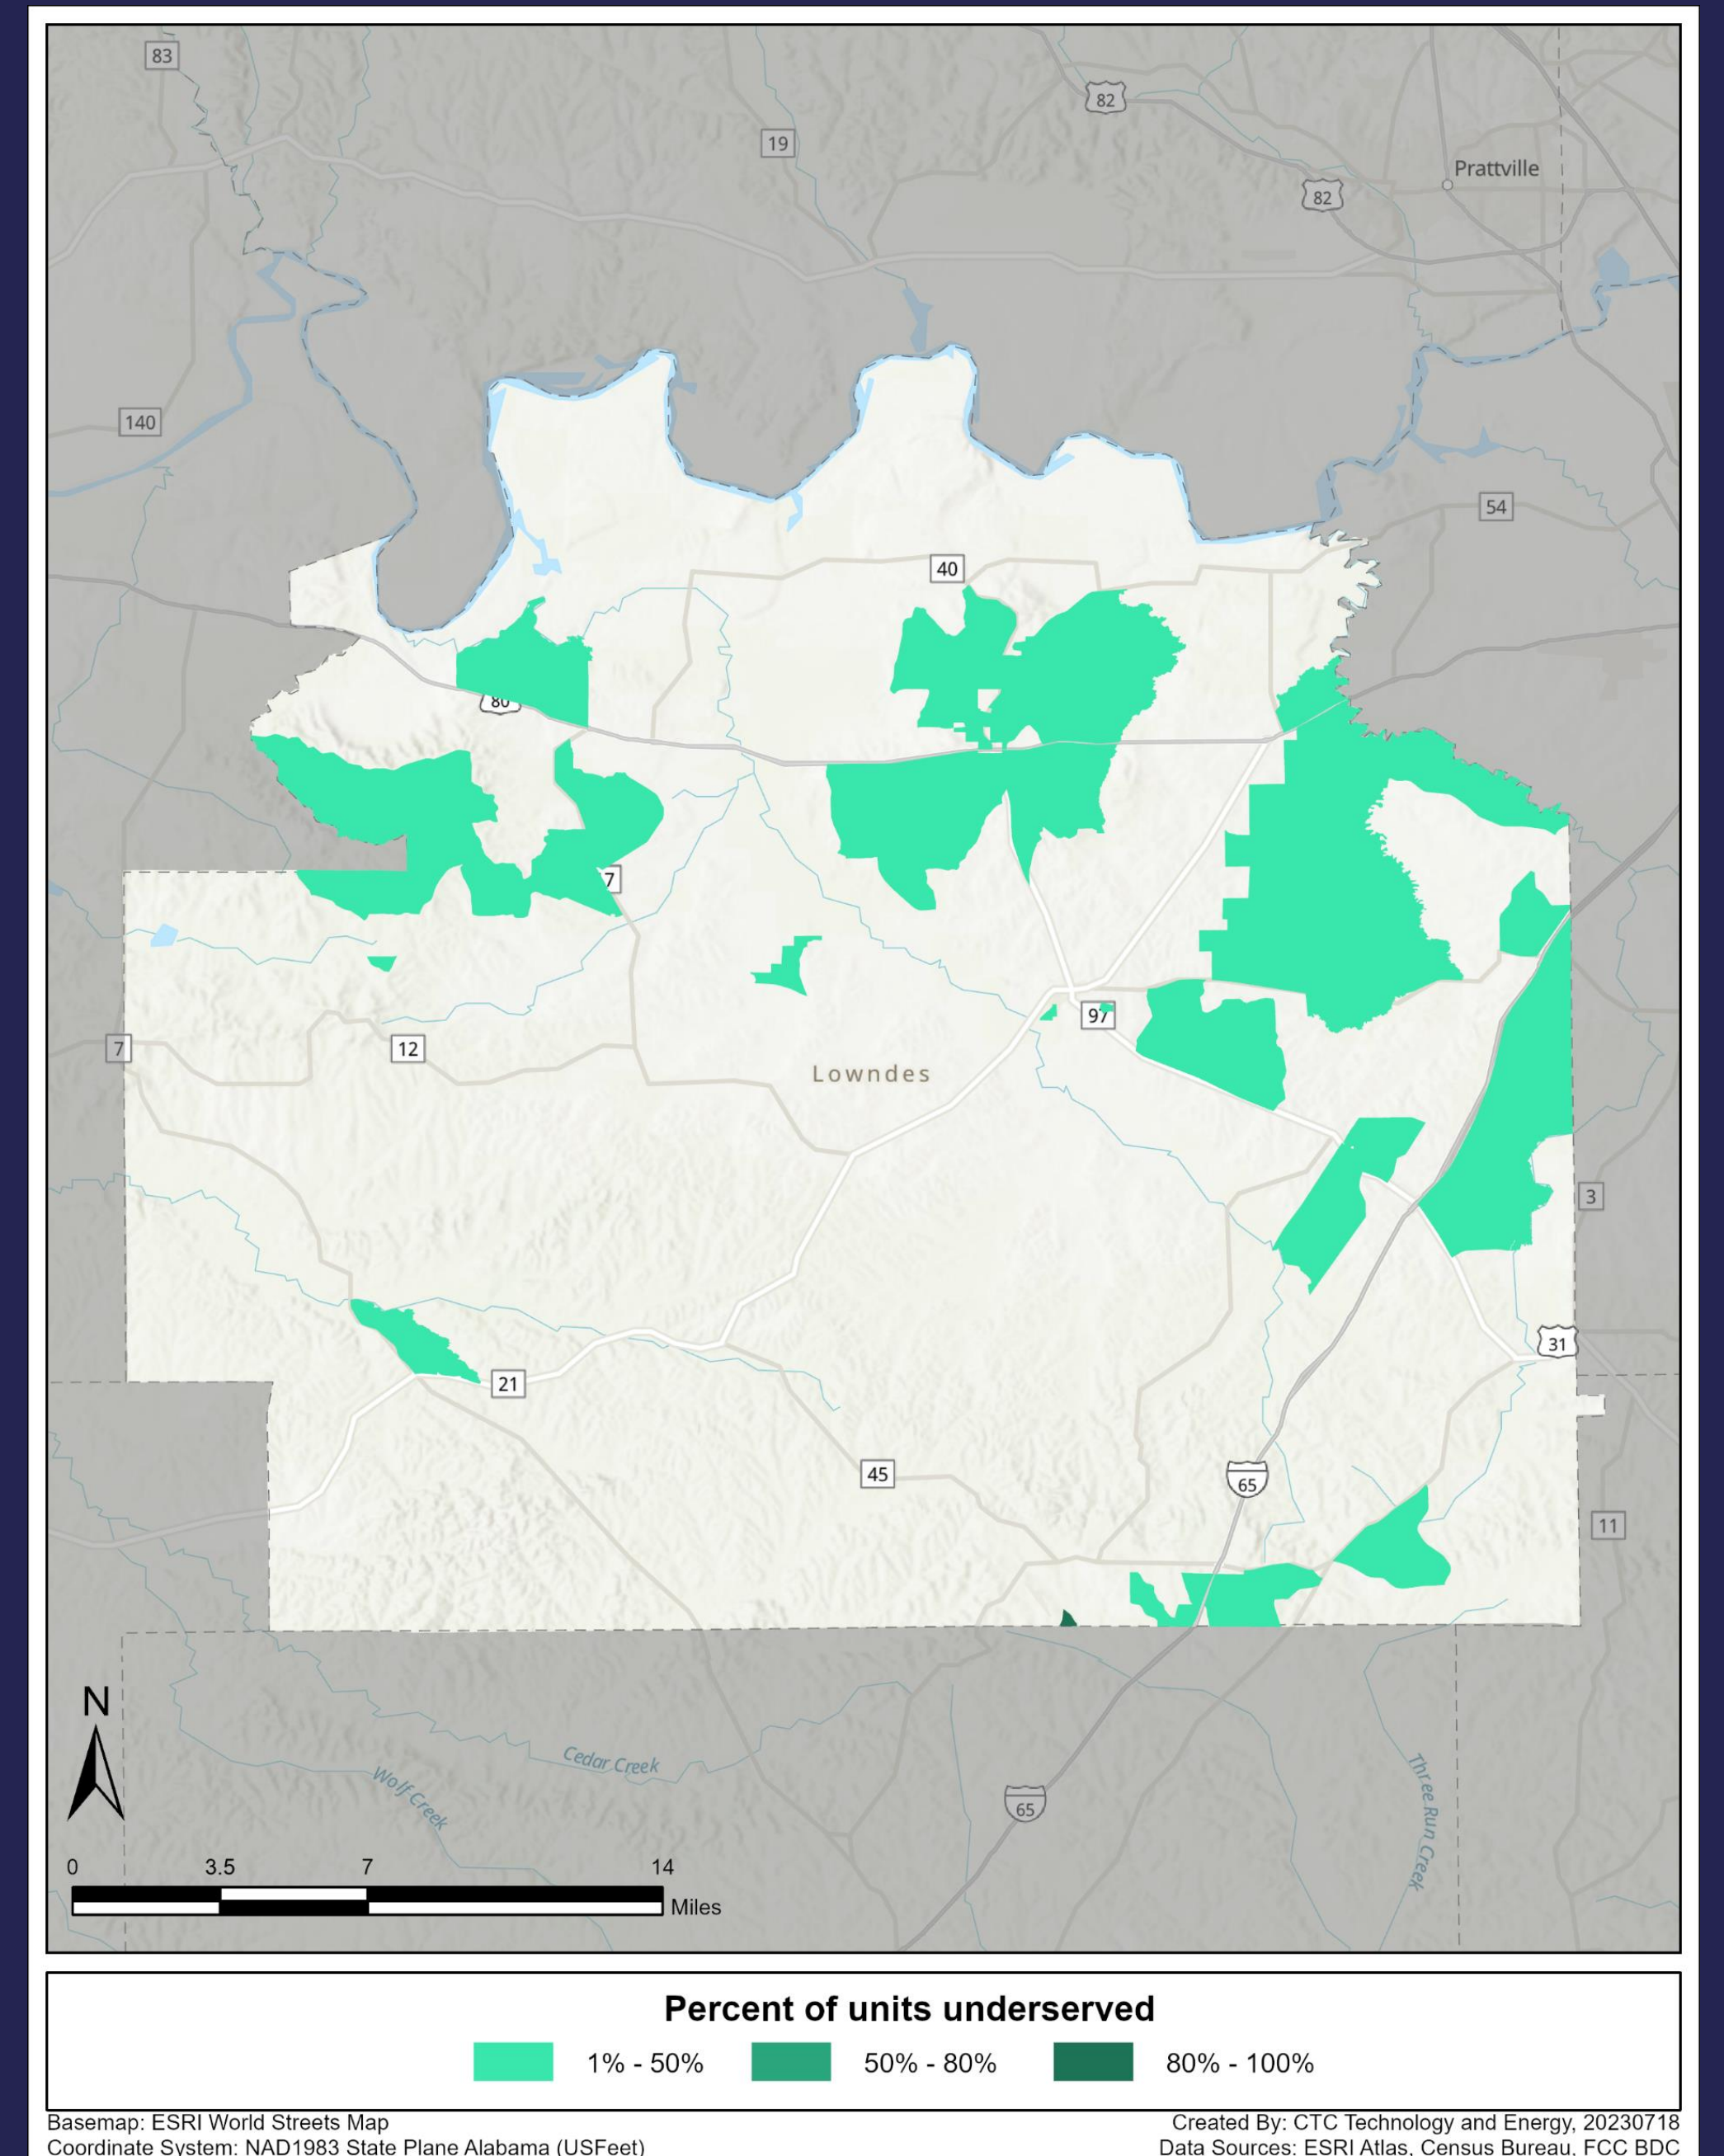 83
82
19
Prattville
82
140
54
40
80
7
97
7
12
Lowndes
3
31
21
45
65
11
N
Cedar Creek
Wolf Creek
Three Run Creek
65
0 3.5 7 14
Miles
Percent of units underserved
1% - 50% 50% - 80% 80% - 100%
Basemap: ESRI World Streets Map
Created By: CTC Technology and Energy, 20230718
Coordinate System: NAD1983 State Plane Alabama (USFeet)
Data Sources: ESRI Atlas, Census Bureau, FCC BDC